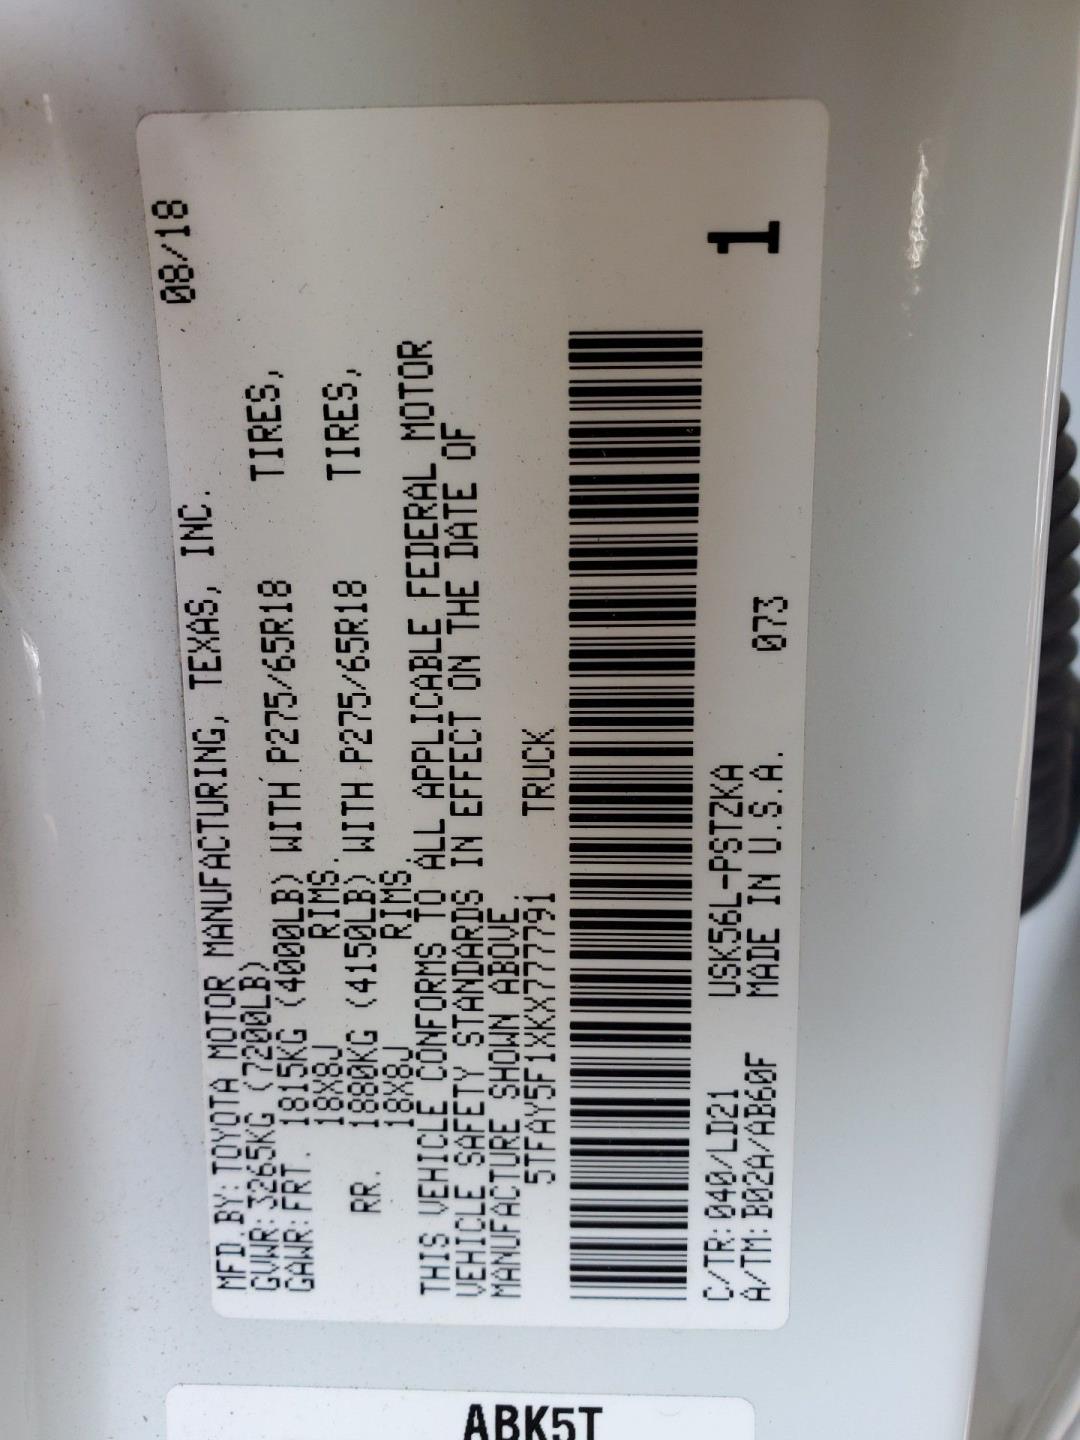 MFD.BY:TOYOTA MOTOR MANUFACTURING, TEXAS, INC. 08/18
GVWR:3265KG (7200LB)
GAWR:FRT. 1815KG (4000LB) WITH P275/65R18 TIRES,
18X8J RIMS.
RR. 1880KG (4150LB) WITH P275/65R18 TIRES,
18X8J RIMS.
THIS VEHICLE CONFORMS TO ALL APPLICABLE FEDERAL MOTOR
VEHICLE SAFETY STANDARDS IN EFFECT ON THE DATE OF
MANUFACTURE SHOWN ABOVE.
5TFAY5F1XKX777791 TRUCK
C/TR:040/LD21 USK56L-PSTZKA 1
A/TM:B02A/AB60F MADE IN U.S.A. 073
ABK5T